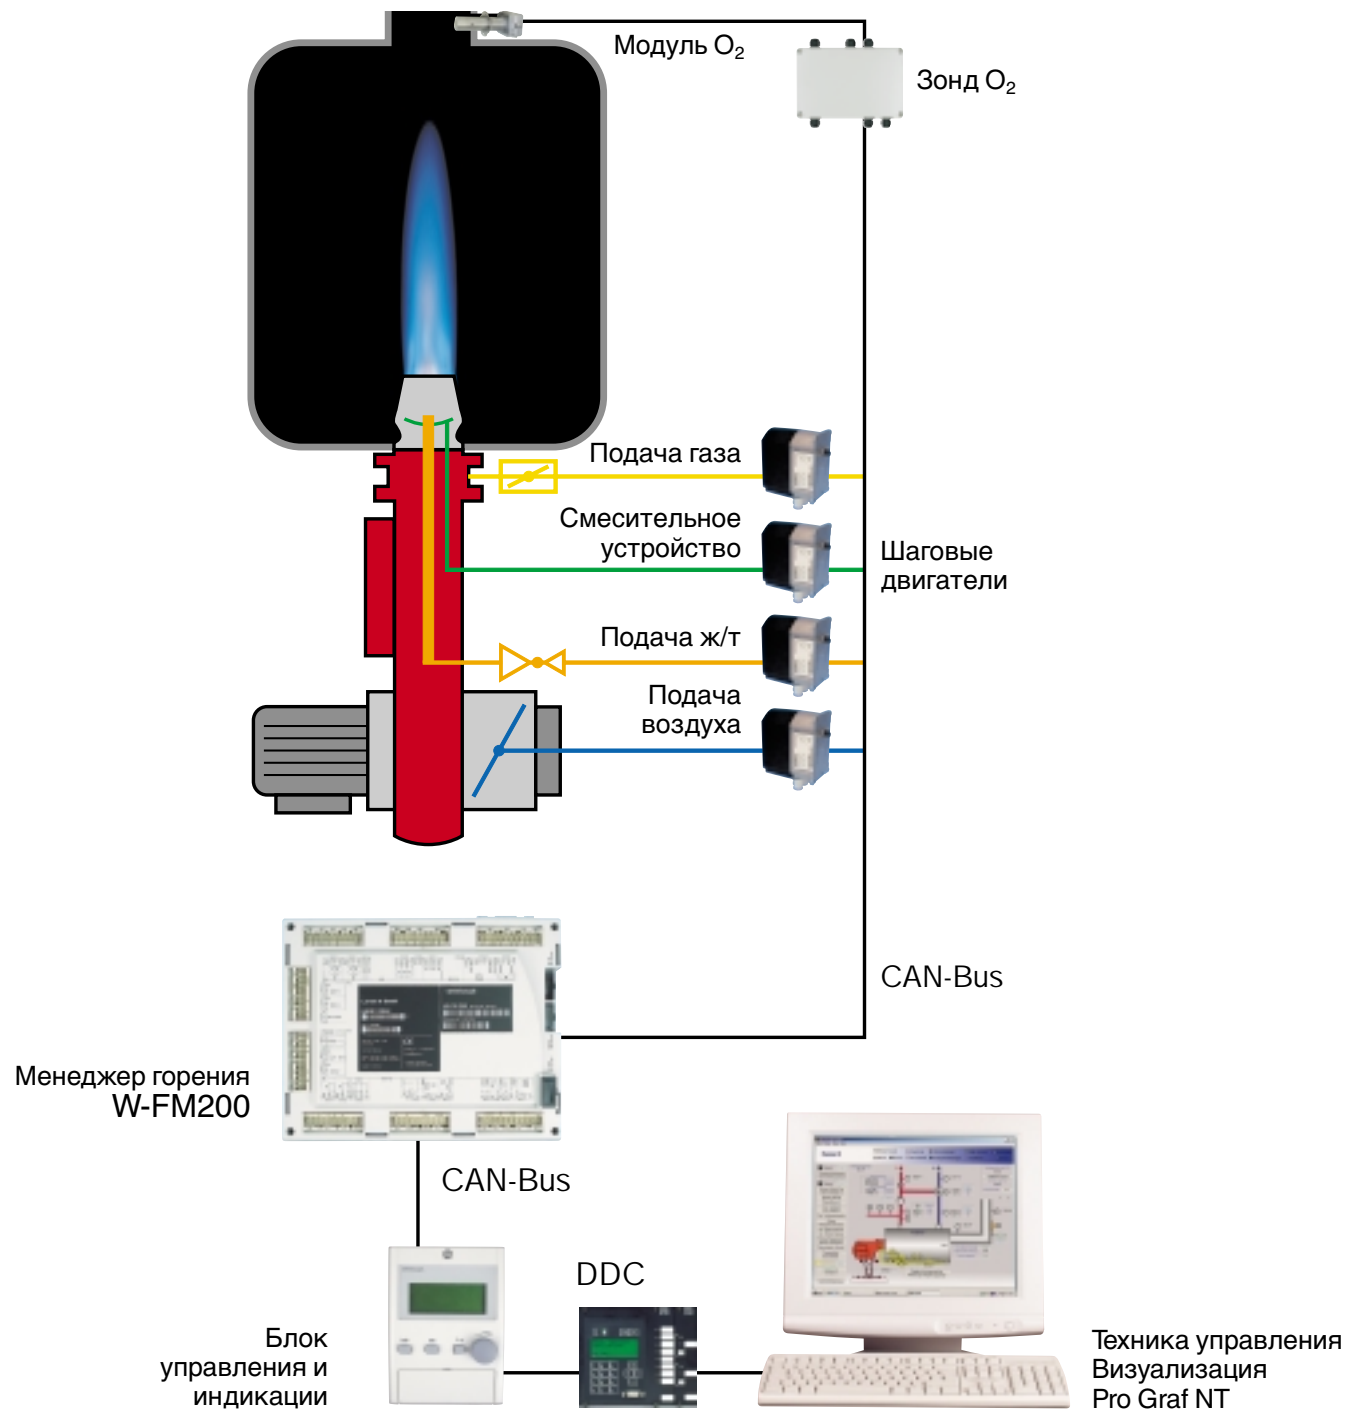 Модуль O₂
Зонд O₂
Подача газа
Смесительное
устройство
Шаговые
двигатели
Подача ж/т
Подача
воздуха
CAN-Bus
Менеджер горения
W-FM200
CAN-Bus
DDC
Блок
управления и
индикации
Техника управления
Визуализация
Pro Graf NT